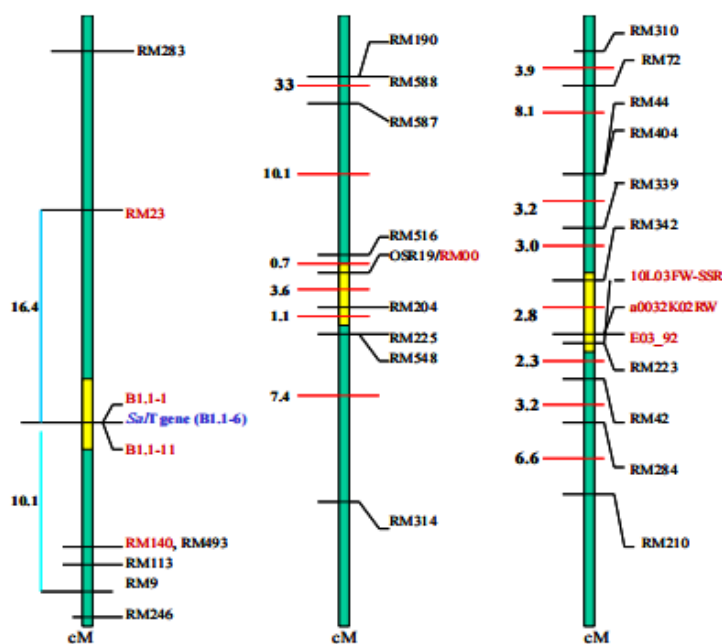 RM283
RM23
16.4
B1.1-1
SalT gene (B1.1-6)
B1.1-11
10.1
RM140, RM493
RM113
RM9
RM246
cM
RM190
33
RM588
RM587
10.1
RM516
OSR19/RM00
0.7
3.6
RM204
1.1
RM225
RM548
7.4
RM314
cM
RM310
RM72
3.9
8.1
RM44
RM404
RM339
3.2
RM342
3.0
10L03FW-SSR
a0032K02RW
2.8
E03_92
RM223
2.3
3.2
RM42
RM284
6.6
RM210
cM